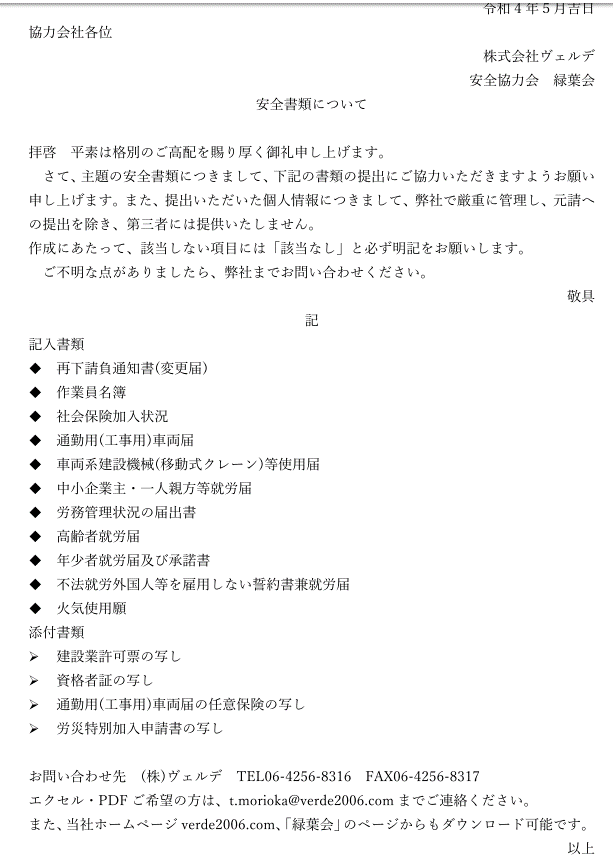 令和４年５月吉日
協力会社各位
株式会社ヴェルデ
安全協力会　緑葉会
安全書類について
拝啓　平素は格別のご高配を賜り厚く御礼申し上げます。
さて、主題の安全書類につきまして、下記の書類の提出にご協力いただきますようお願い
申し上げます。また、提出いただいた個人情報につきまして、弊社で厳重に管理し、元請へ
の提出を除き、第三者には提供いたしません。
作成にあたって、該当しない項目には「該当なし」と必ず明記をお願いします。
ご不明な点がありましたら、弊社までお問い合わせください。
敬具
記
記入書類
◆　再下請負通知書(変更届)
◆　作業員名簿
◆　社会保険加入状況
◆　通勤用(工事用)車両届
◆　車両系建設機械(移動式クレーン)等使用届
◆　中小企業主・一人親方等就労届
◆　労務管理状況の届出書
◆　高齢者就労届
◆　年少者就労届及び承諾書
◆　不法就労外国人等を雇用しない誓約書兼就労届
◆　火気使用願
添付書類
➢　建設業許可票の写し
➢　資格者証の写し
➢　通勤用(工事用)車両届の任意保険の写し
➢　労災特別加入申請書の写し
お問い合わせ先　(株)ヴェルデ　TEL06-4256-8316　FAX06-4256-8317
エクセル・PDF ご希望の方は、t.morioka@verde2006.com までご連絡ください。
また、当社ホームページ verde2006.com、「緑葉会」のページからもダウンロード可能です。
以上